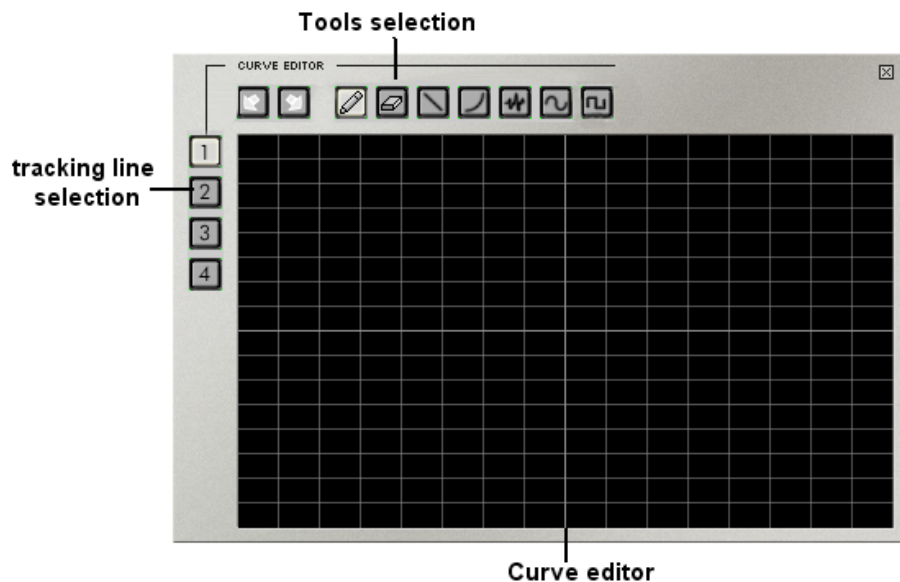 Tools selection
CURVE EDITOR
1
tracking line
selection
2
3
4
Curve editor